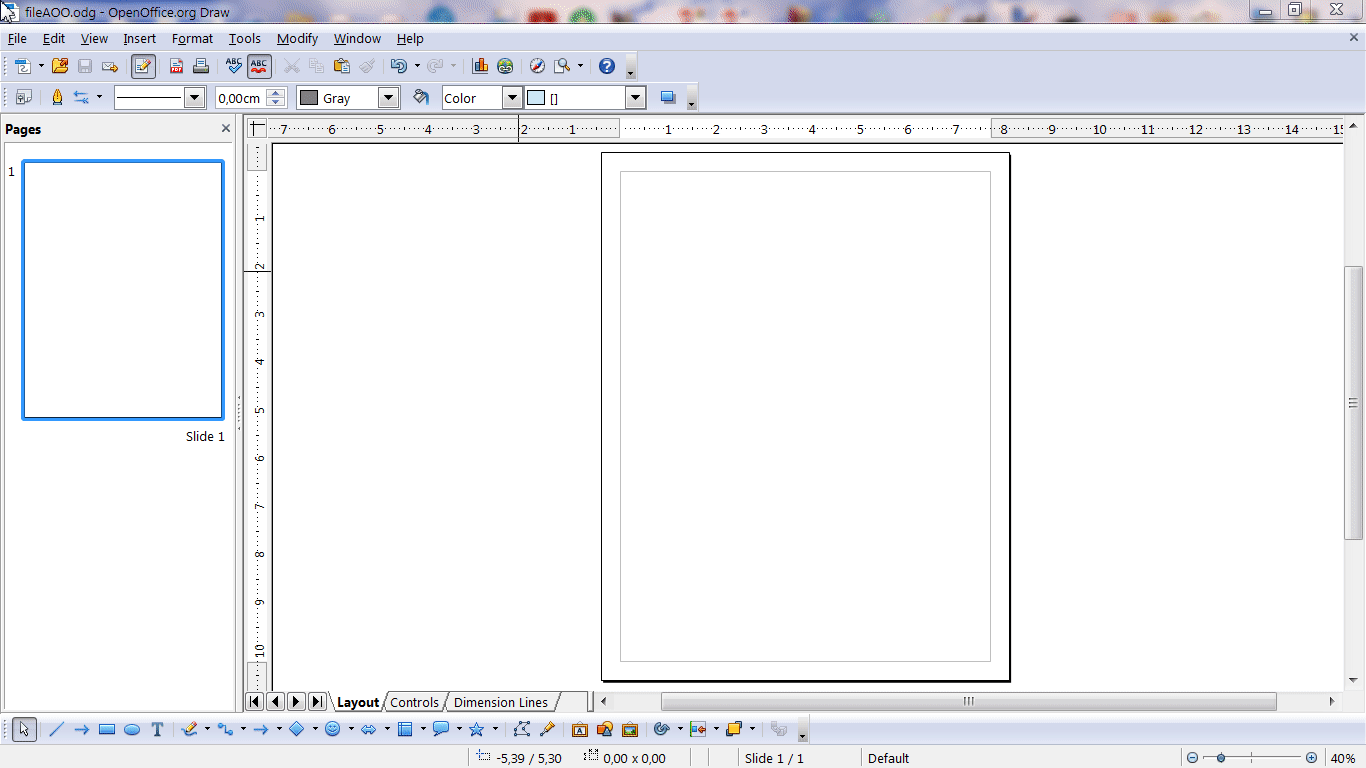 fileAOO.odg - OpenOffice.org Draw
File Edit View Insert Format Tools Modify Window Help
ABC ABC
0,00cm Gray Color []
Pages
7 6 5 4 3 2 1 1 2 3 4 5 6 7 8 9 10 11 12 13 14 15
1
Slide 1
1
2
3
4
5
6
7
8
9
10
Layout Controls Dimension Lines
T
-5,39 / 5,30 0,00 x 0,00 Slide 1 / 1 Default 40%